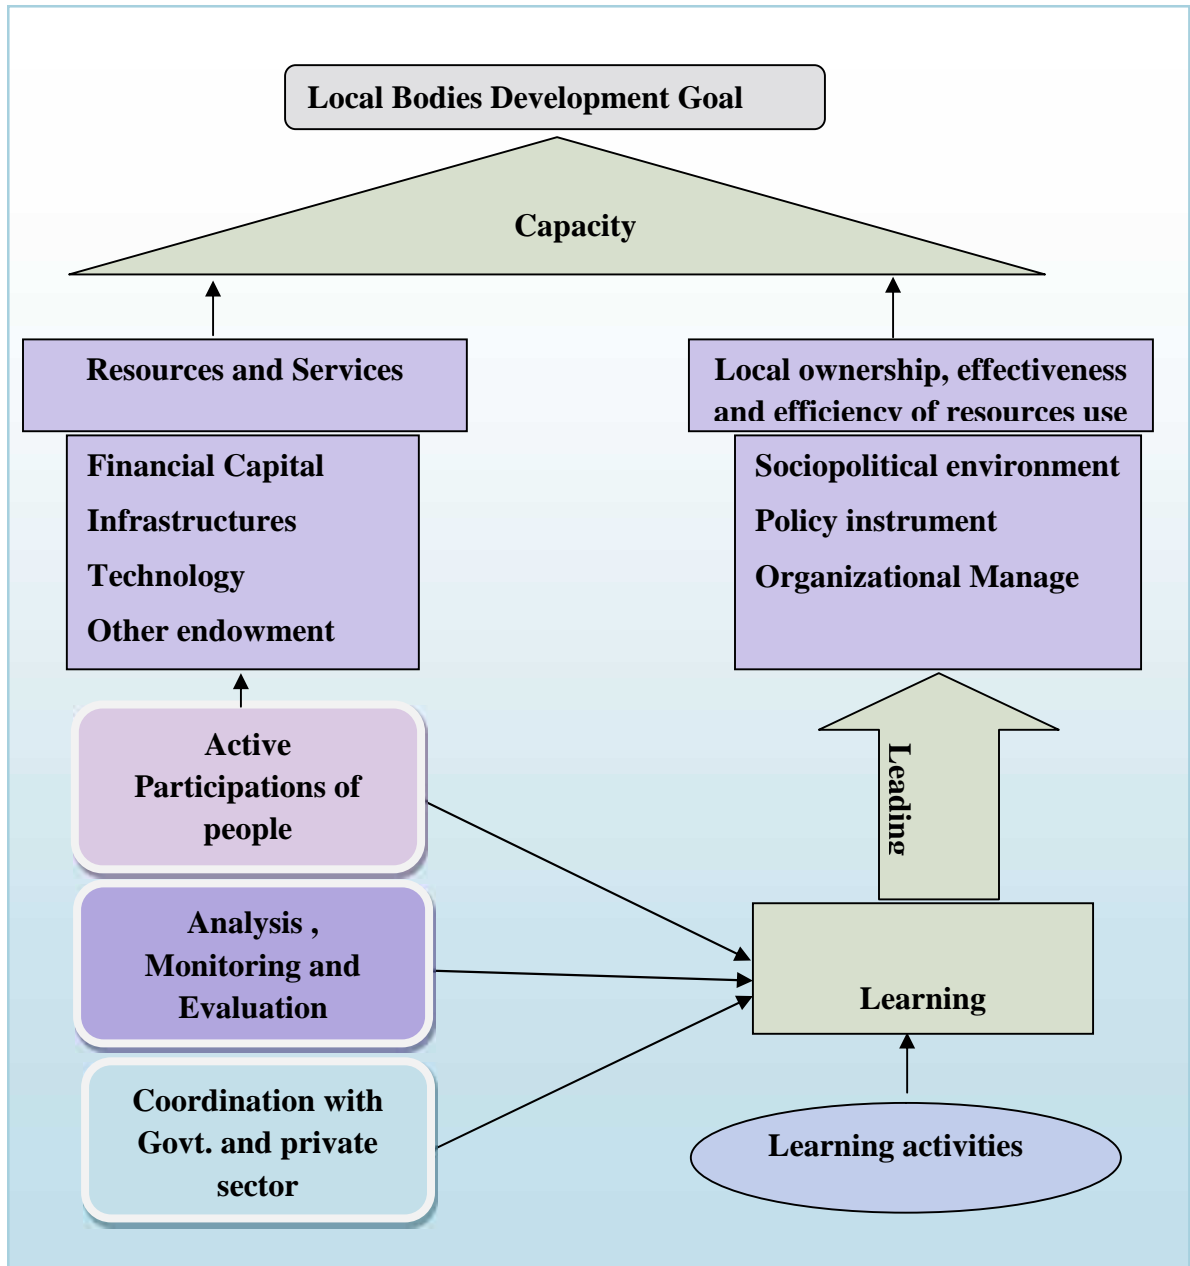 Local Bodies Development Goal
Capacity
Resources and Services
Local ownership, effectiveness
and efficiency of resources use
Financial Capital
Infrastructures
Technology
Other endowment
Sociopolitical environment
Policy instrument
Organizational Manage
Active
Participations of
people
Leading
Analysis ,
Monitoring and
Evaluation
Learning
Coordination with
Govt. and private
sector
Learning activities